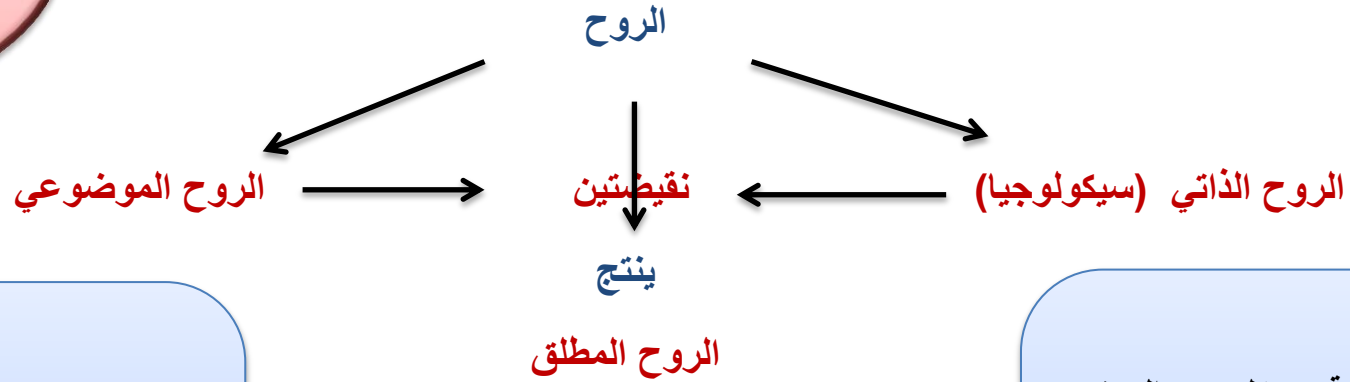 الروح
الروح الذاتي (سيكولوجيا)
نقيضتين
الروح الموضوعي
ينتج
الروح المطلق